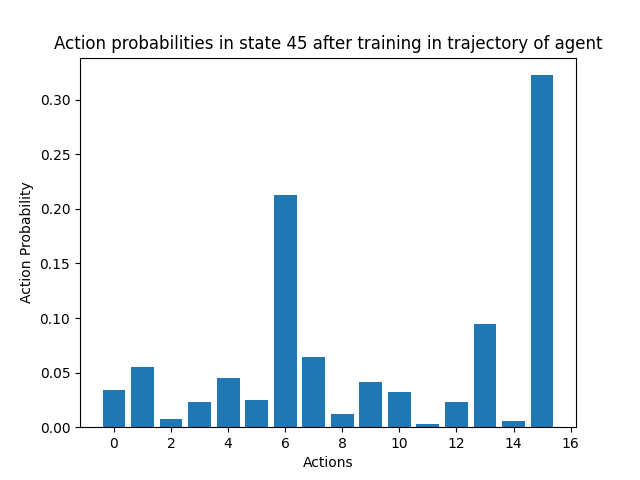 Action probabilities in state 45 after training in trajectory of agent
0.30
0.25
0.20
0.15
0.10
0.05
0.00
Action Probability
0 2 4 6 8 10 12 14 16
Actions